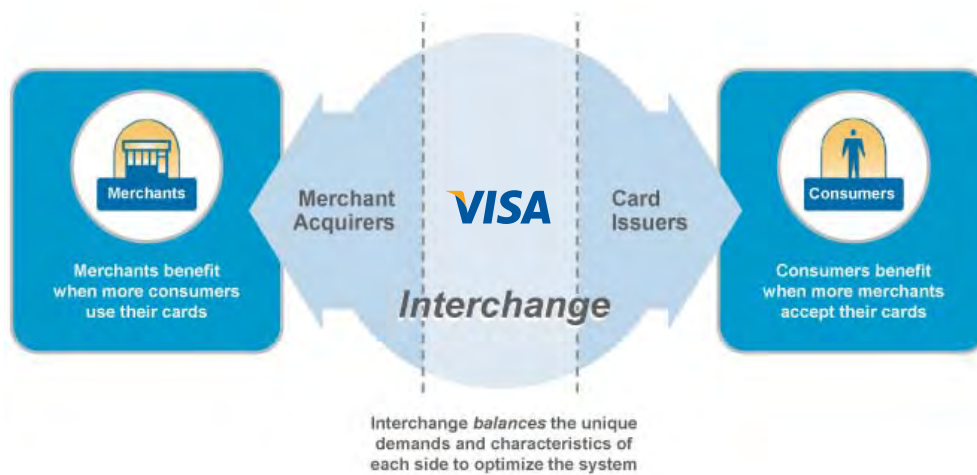 Merchants
Merchants benefit
when more consumers
use their cards
Merchant
Acquirers
VISA
Card
Issuers
Interchange
Consumers
Consumers benefit
when more merchants
accept their cards
Interchange balances the unique
demands and characteristics of
each side to optimize the system